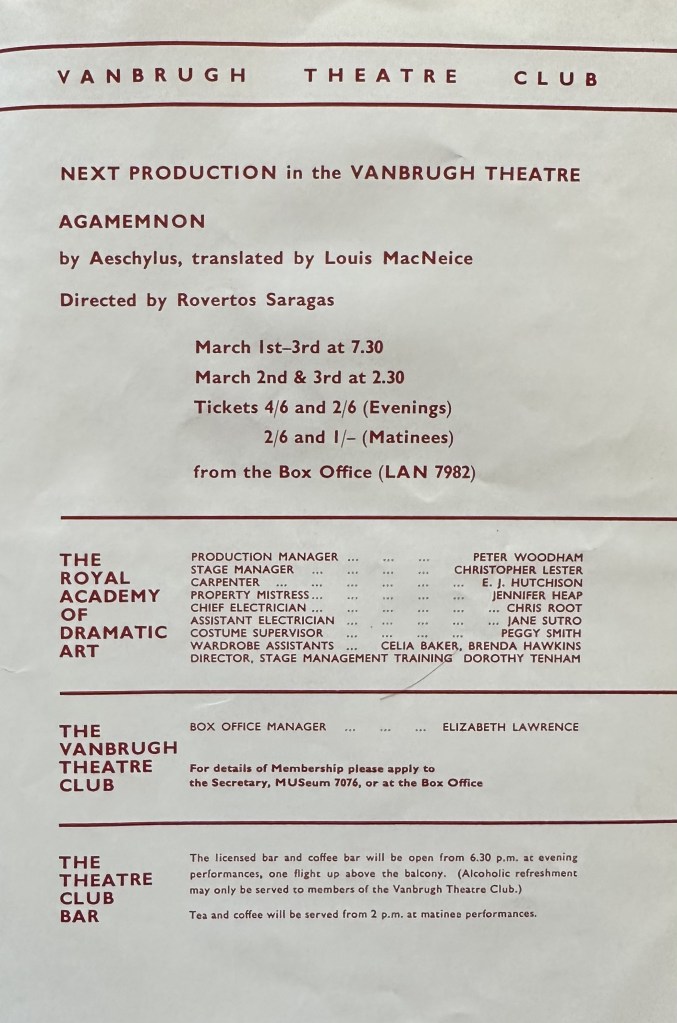 VANBRUGH THEATRE CLUB
NEXT PRODUCTION in the VANBRUGH THEATRE
AGAMEMNON
by Aeschylus, translated by Louis MacNeice
Directed by Rovertos Saragas
March 1st–3rd at 7.30
March 2nd & 3rd at 2.30
Tickets 4/6 and 2/6 (Evenings)
2/6 and 1/– (Matinees)
from the Box Office (LAN 7982)
THE
ROYAL
ACADEMY
OF
DRAMATIC
ART
PRODUCTION MANAGER ... ... ... PETER WOODHAM
STAGE MANAGER ... ... ... ... CHRISTOPHER LESTER
CARPENTER ... ... ... ... ... ... E. J. HUTCHISON
PROPERTY MISTRESS ... ... ... ... JENNIFER HEAP
CHIEF ELECTRICIAN ... ... ... ... ... CHRIS ROOT
ASSISTANT ELECTRICIAN ... ... ... ... JANE SUTRO
COSTUME SUPERVISOR ... ... ... ... PEGGY SMITH
WARDROBE ASSISTANTS ... CELIA BAKER, BRENDA HAWKINS
DIRECTOR, STAGE MANAGEMENT TRAINING DOROTHY TENHAM
THE
VANBRUGH
THEATRE
CLUB
BOX OFFICE MANAGER ... ... ... ELIZABETH LAWRENCE
For details of Membership please apply to
the Secretary, MUSeum 7076, or at the Box Office
THE
THEATRE
CLUB
BAR
The licensed bar and coffee bar will be open from 6.30 p.m. at evening
performances, one flight up above the balcony. (Alcoholic refreshment
may only be served to members of the Vanbrugh Theatre Club.)
Tea and coffee will be served from 2 p.m. at matinee performances.